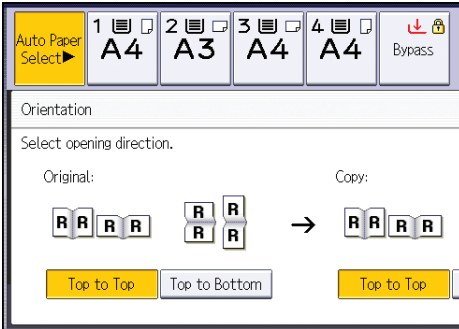 Auto Paper
Select▶
1
A4
2
A3
3
A4
4
A4
Bypass
Orientation
Select opening direction.
Original:
Copy:
R R
R R
R
R
R
R
→
R R
R R
Top to Top
Top to Bottom
Top to Top